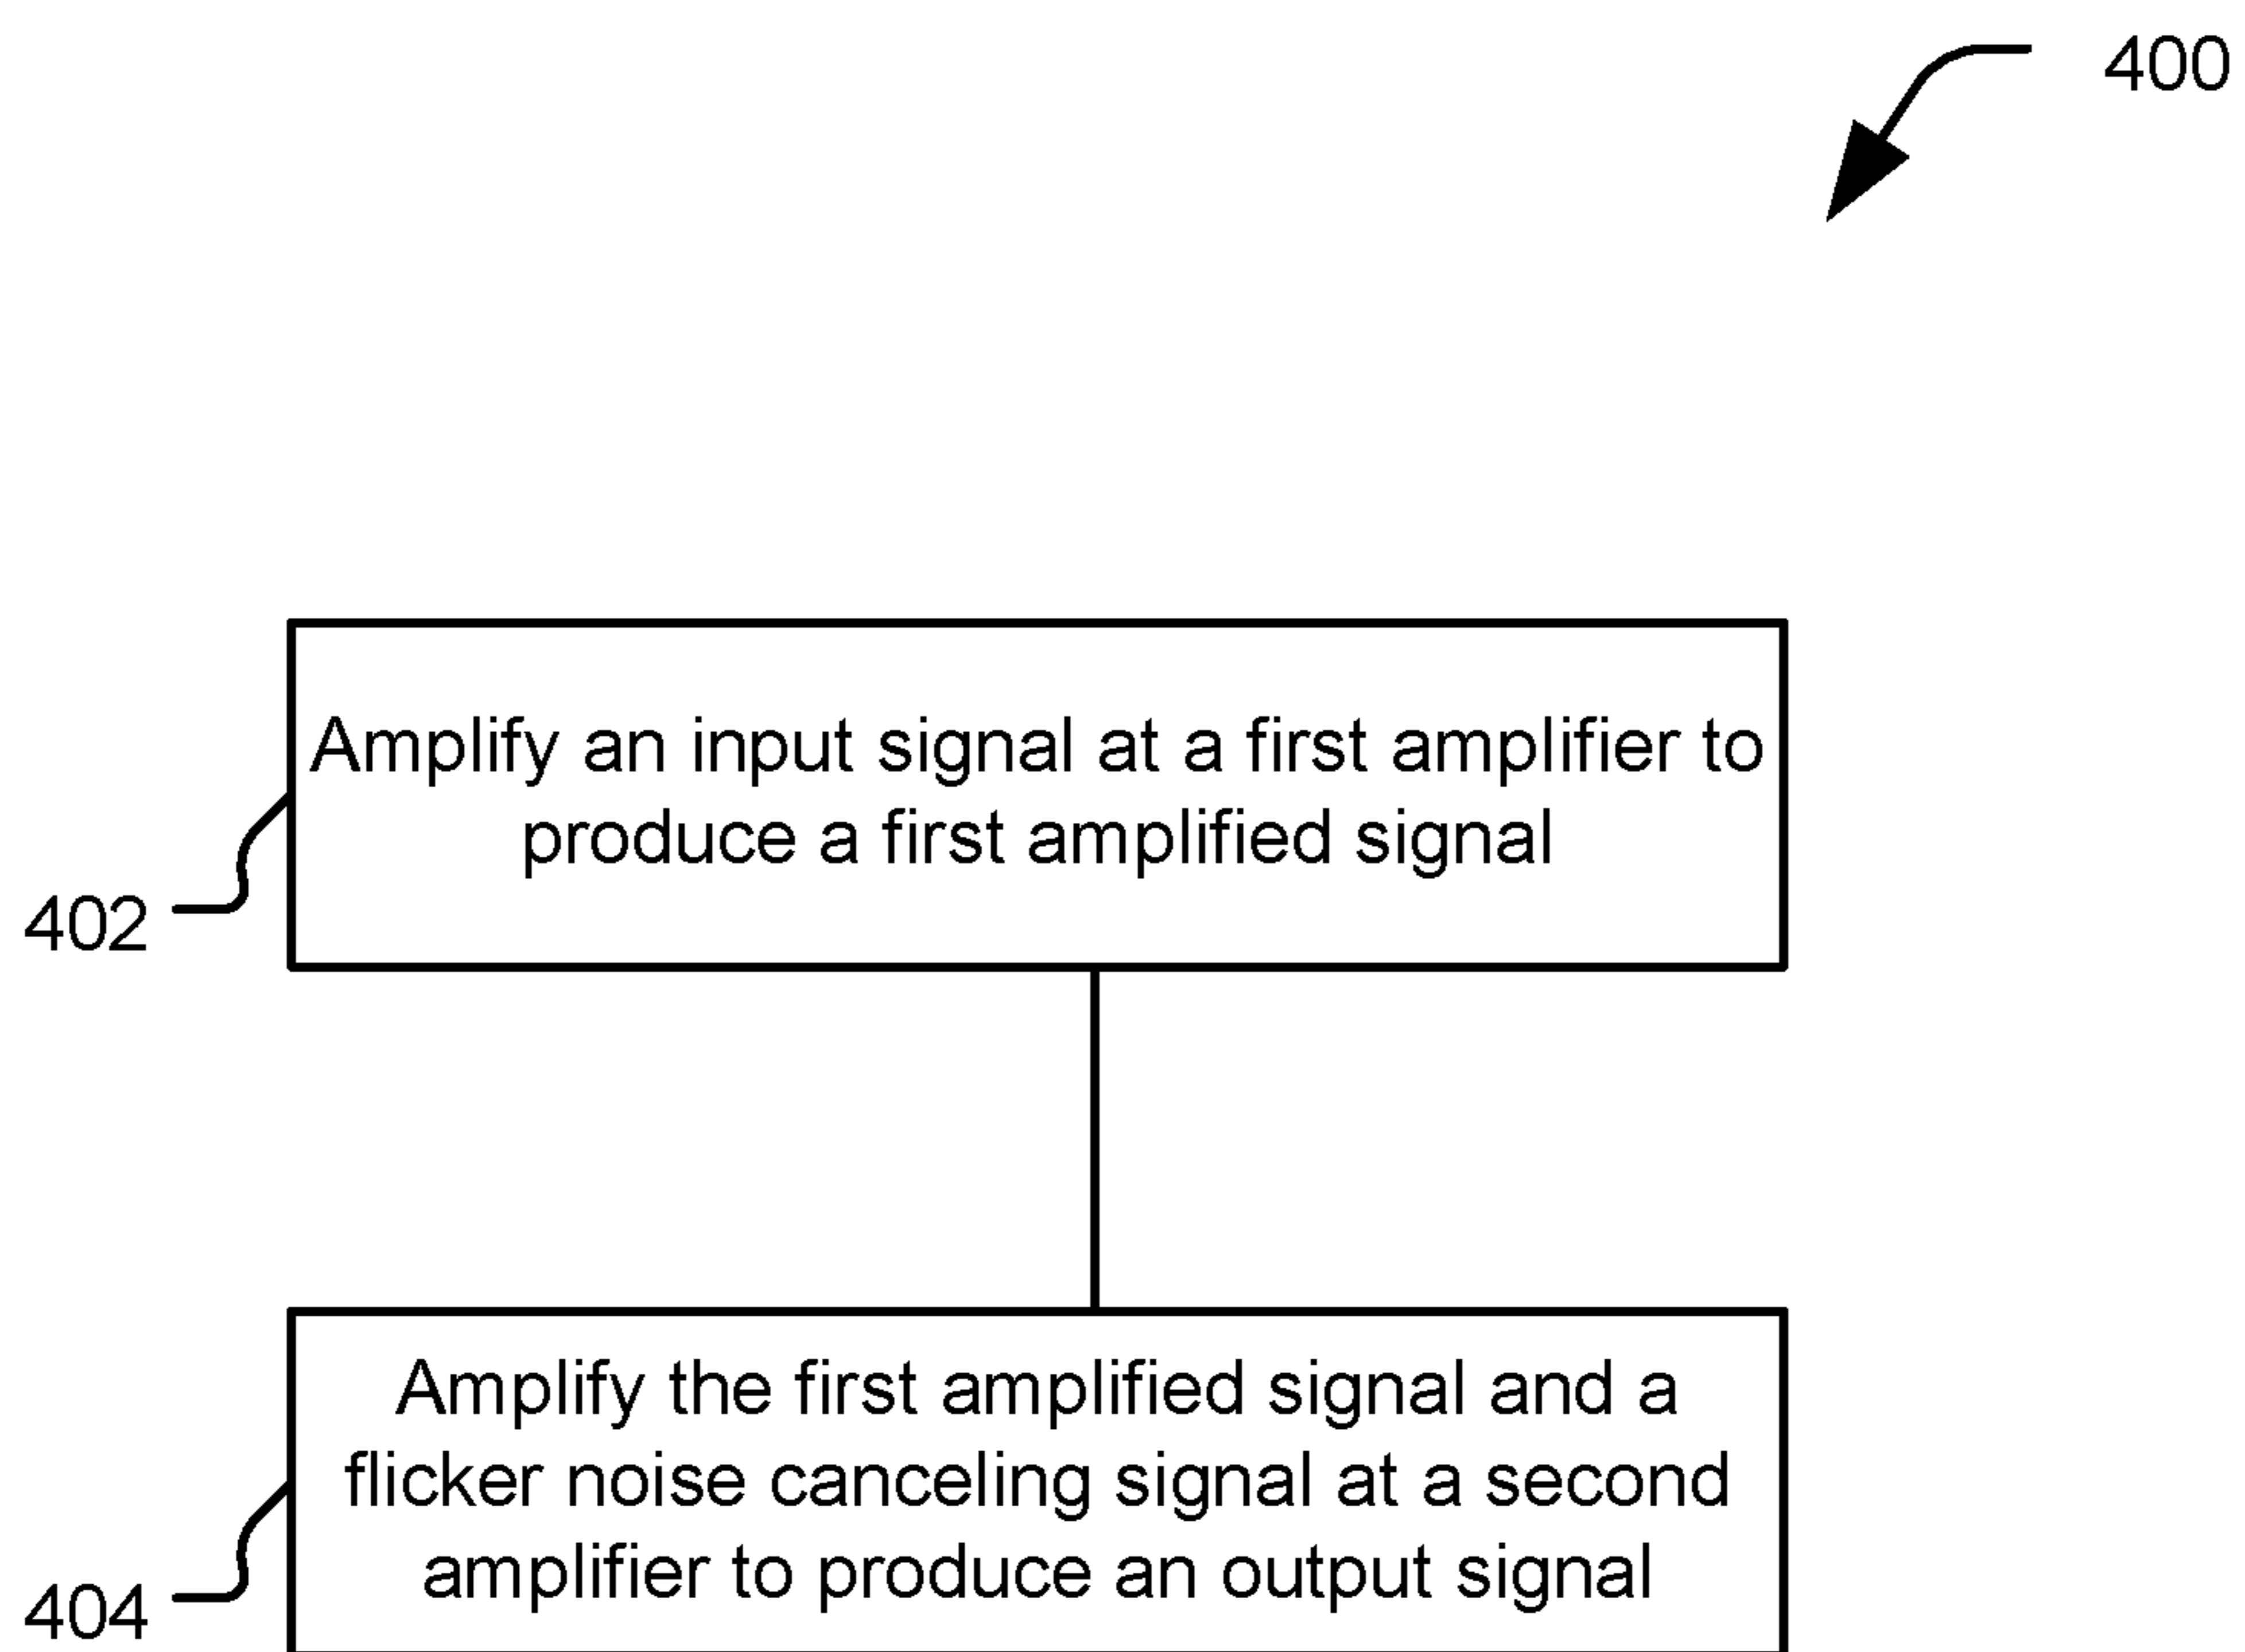 400
Amplify an input signal at a first amplifier to
produce a first amplified signal
402
Amplify the first amplified signal and a
flicker noise canceling signal at a second
amplifier to produce an output signal
404